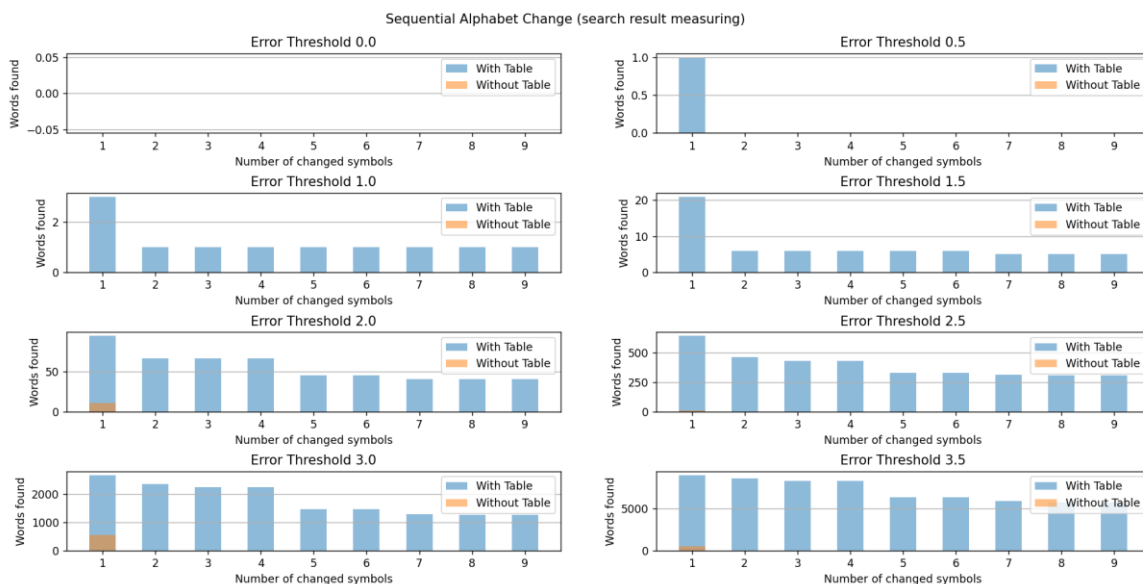 Sequential Alphabet Change (search result measuring)
Error Threshold 0.0
Words found
0.05
0.00
−0.05
With Table
Without Table
1 2 3 4 5 6 7 8 9
Number of changed symbols
Error Threshold 0.5
Words found
1.0
0.5
0.0
With Table
Without Table
1 2 3 4 5 6 7 8 9
Number of changed symbols
Error Threshold 1.0
Words found
2
0
With Table
Without Table
1 2 3 4 5 6 7 8 9
Number of changed symbols
Error Threshold 1.5
Words found
20
10
0
With Table
Without Table
1 2 3 4 5 6 7 8 9
Number of changed symbols
Error Threshold 2.0
Words found
50
0
With Table
Without Table
1 2 3 4 5 6 7 8 9
Number of changed symbols
Error Threshold 2.5
Words found
500
250
0
With Table
Without Table
1 2 3 4 5 6 7 8 9
Number of changed symbols
Error Threshold 3.0
Words found
2000
1000
0
With Table
Without Table
1 2 3 4 5 6 7 8 9
Number of changed symbols
Error Threshold 3.5
Words found
5000
0
With Table
Without Table
1 2 3 4 5 6 7 8 9
Number of changed symbols